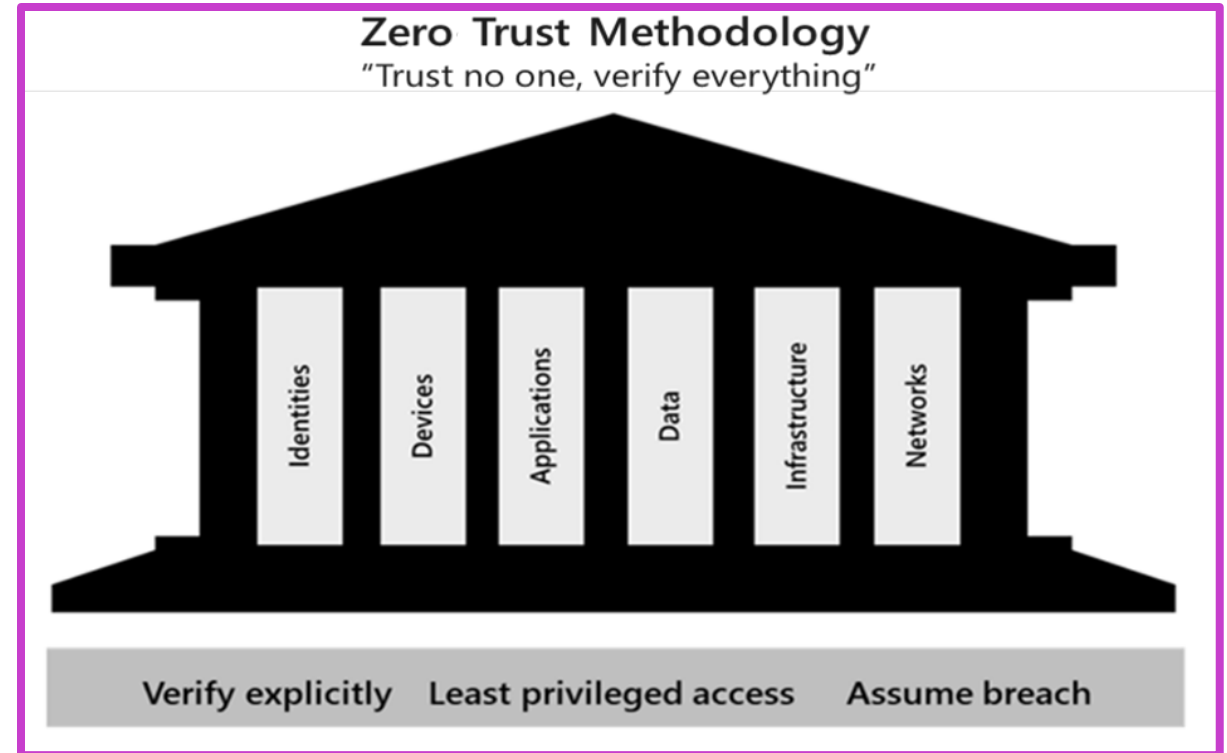 Zero Trust Methodology
"Trust no one, verify everything"
Identities
Devices
Applications
Data
Infrastructure
Networks
Verify explicitly Least privileged access Assume breach